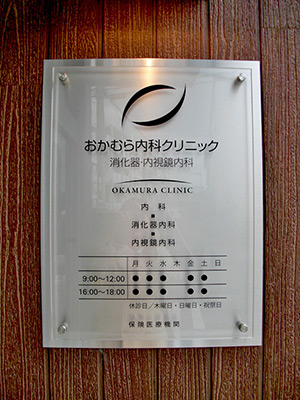 おかむら内科クリニック
消化器・内視鏡内科
OKAMURA CLINIC
内 科
■
消化器内科
■
内視鏡内科
月 火 水 木 金 土 日
9:00〜12:00 ● ● ● ● ●
16:00〜18:00 ● ● ● ● ●
休診日／木曜日・日曜日・祝祭日
保険医療機関